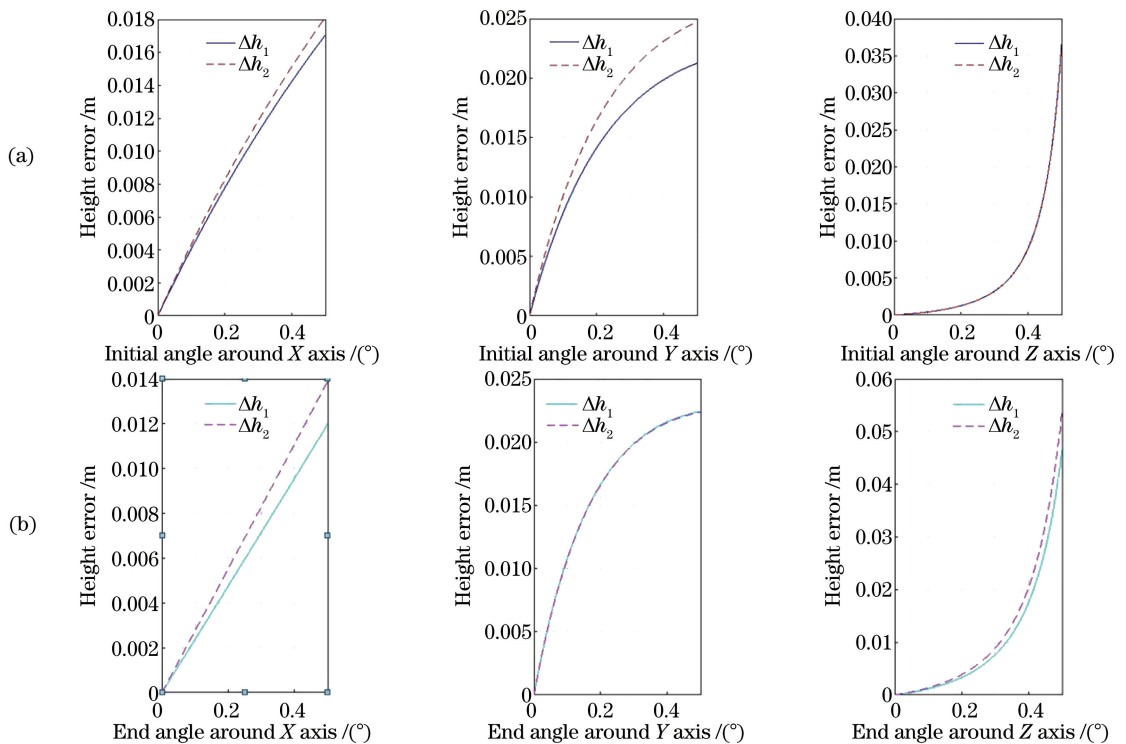 (a)
0.018
0.016
0.014
0.012
0.010
0.008
0.006
0.004
0.002
0
Height error /m
Δh₁
Δh₂
0 0.2 0.4
Initial angle around X axis /(°)
0.025
0.020
0.015
0.010
0.005
0
Height error /m
Δh₁
Δh₂
0 0.2 0.4
Initial angle around Y axis /(°)
0.040
0.035
0.030
0.025
0.020
0.015
0.010
0.005
0
Height error /m
Δh₁
Δh₂
0 0.2 0.4
Initial angle around Z axis /(°)
(b)
0.014
0.012
0.010
0.008
0.006
0.004
0.002
0
Height error /m
Δh₁
Δh₂
0 0.2 0.4
End angle around X axis /(°)
0.025
0.020
0.015
0.010
0.005
0
Height error /m
Δh₁
Δh₂
0 0.2 0.4
End angle around Y axis /(°)
0.06
0.05
0.04
0.03
0.02
0.01
0
Height error /m
Δh₁
Δh₂
0 0.2 0.4
End angle around Z axis /(°)